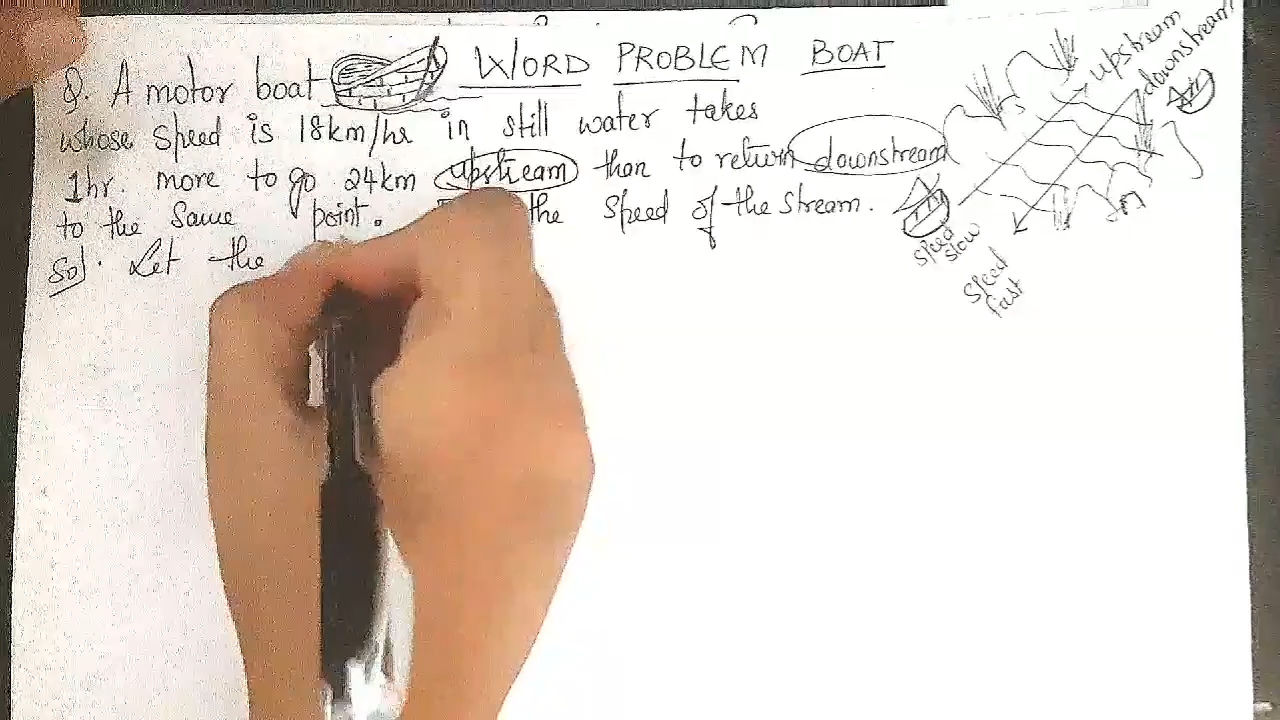 WORD PROBLEM BOAT
Q. A motor boat
whose speed is 18km/hr in still water takes
1hr. more to go 24km upstream than to return downstream
to the same point. the speed of the stream.
Sol. Let the
upstream
downstream
speed slow
speed fast